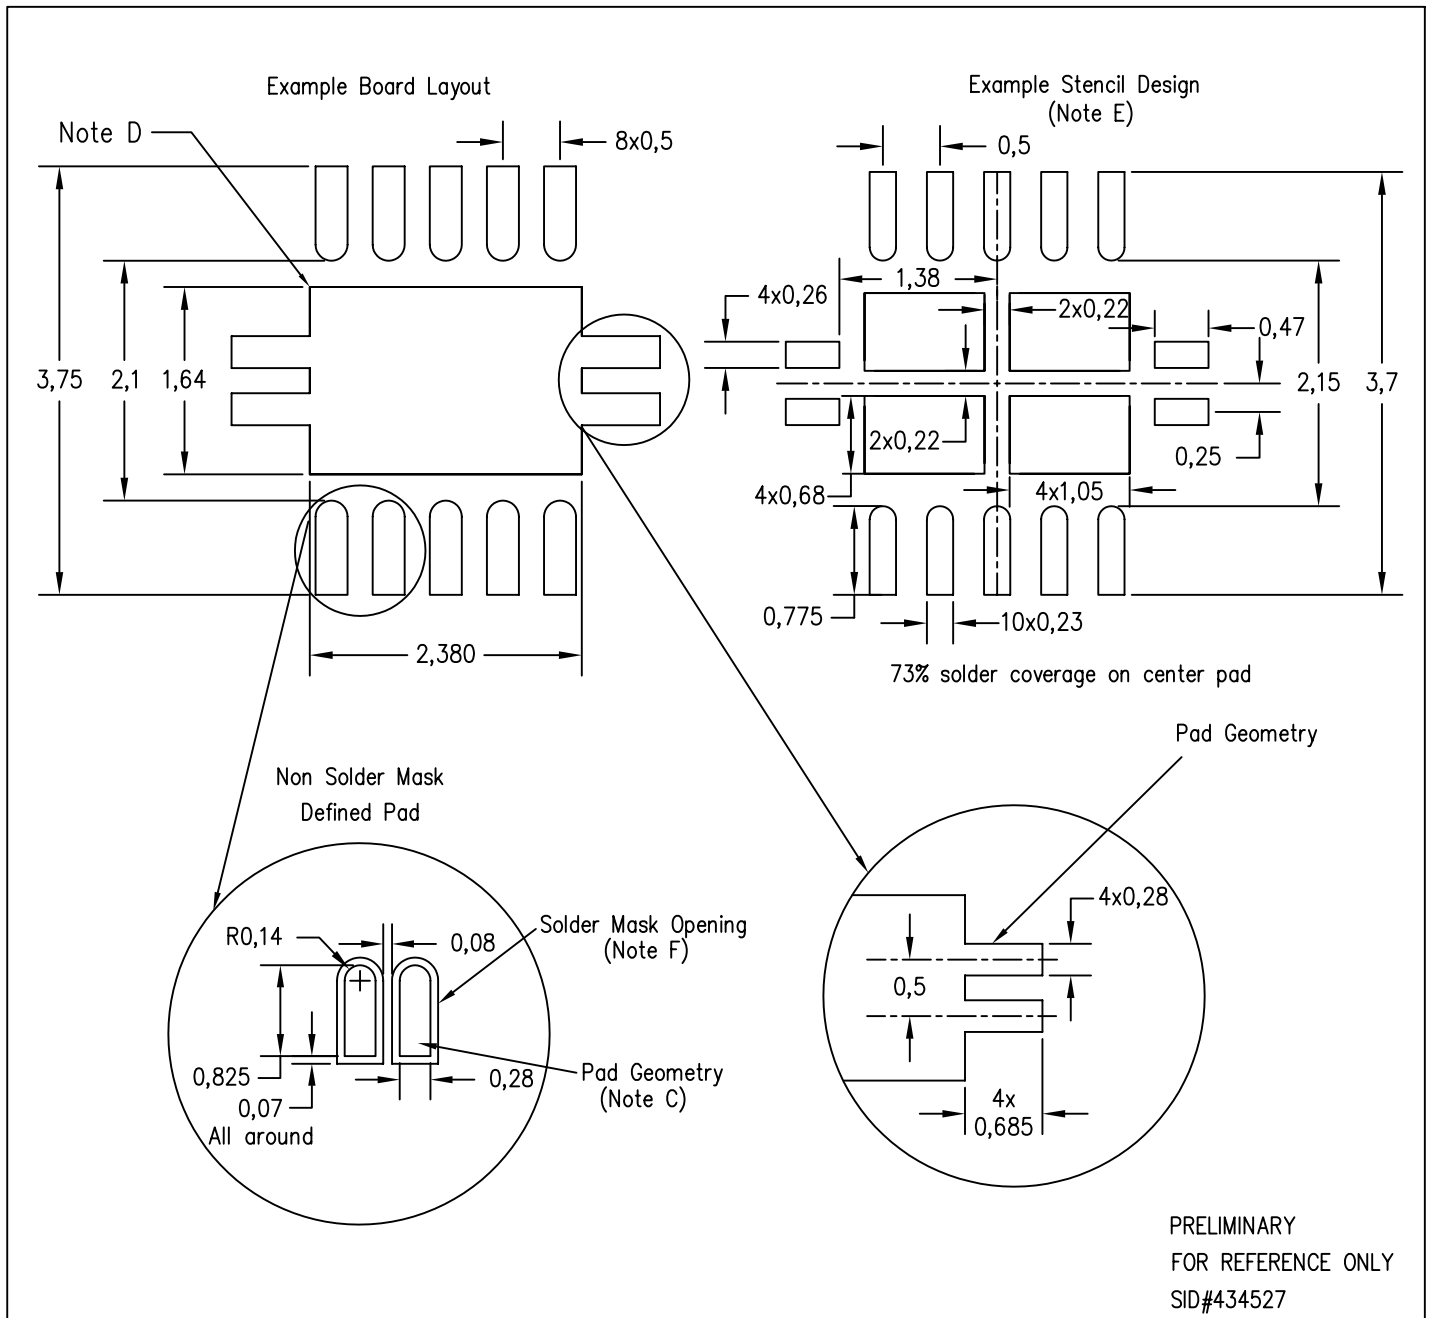 Example Board Layout
Example Stencil Design
(Note E)
Note D
8x0,5
0,5
3,75
2,1
1,64
2,380
1,38
4x0,26
2x0,22
0,47
2,15
3,7
2x0,22
0,25
4x0,68
4x1,05
0,775
10x0,23
73% solder coverage on center pad
Non Solder Mask
Defined Pad
Pad Geometry
R0,14
0,08
Solder Mask Opening
(Note F)
0,825
0,07
All around
0,28
Pad Geometry
(Note C)
4x0,28
0,5
4x
0,685
PRELIMINARY
FOR REFERENCE ONLY
SID#434527